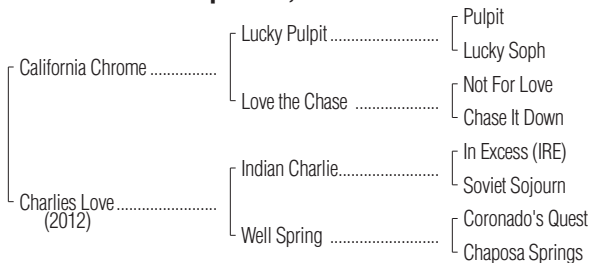 Pulpit
Lucky Pulpit
Lucky Soph
California Chrome
Not For Love
Love the Chase
Chase It Down
In Excess (IRE)
Indian Charlie
Soviet Sojourn
Charlies Love
(2012)
Coronado's Quest
Well Spring
Chaposa Springs